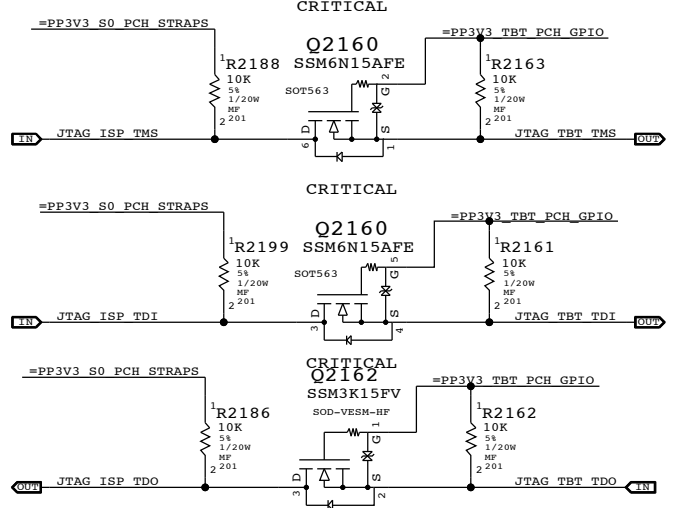 CRITICAL
=PP3V3_S0_PCH_STRAPS
=PP3V3_TBT_PCH_GPIO
Q2160
SSM6N15AFE
SOT563
1 R2188
10K
5%
1/20W
MF
2 201
1 R2163
10K
5%
1/20W
MF
2 201
G 2
6 D
S 1
IN
JTAG_ISP_TMS
JTAG_TBT_TMS
OUT
CRITICAL
=PP3V3_S0_PCH_STRAPS
=PP3V3_TBT_PCH_GPIO
Q2160
SSM6N15AFE
SOT563
1 R2199
10K
5%
1/20W
MF
2 201
1 R2161
10K
5%
1/20W
MF
2 201
G 5
3 D
S 4
IN
JTAG_ISP_TDI
JTAG_TBT_TDI
OUT
CRITICAL
=PP3V3_S0_PCH_STRAPS
=PP3V3_TBT_PCH_GPIO
Q2162
SSM3K15FV
SOD-VESM-HF
1 R2186
10K
5%
1/20W
MF
2 201
1 R2162
10K
5%
1/20W
MF
2 201
G 1
3 D
S 2
OUT
JTAG_ISP_TDO
JTAG_TBT_TDO
IN